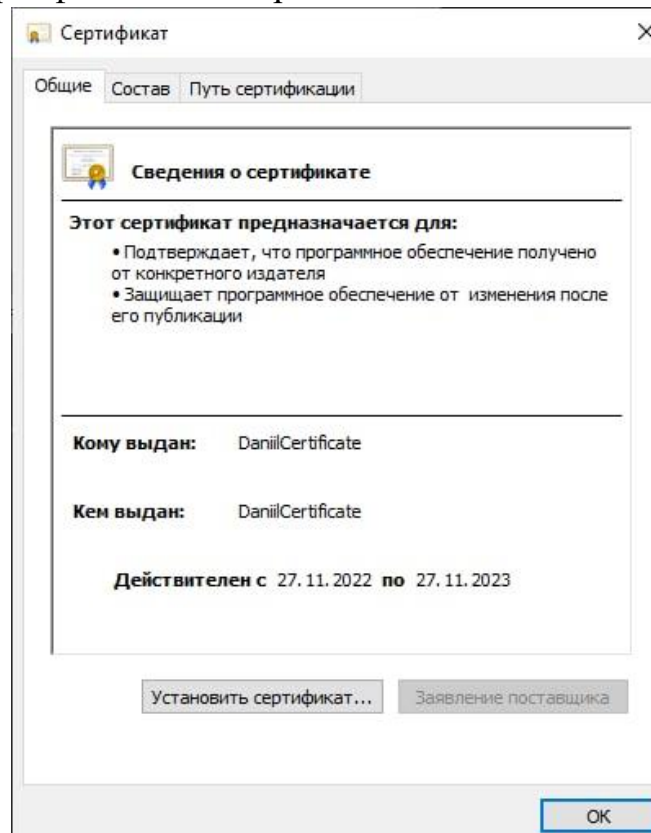 Сертификат
Общие Состав Путь сертификации
Сведения о сертификате
Этот сертификат предназначается для:
• Подтверждает, что программное обеспечение получено
от конкретного издателя
• Защищает программное обеспечение от изменения после
его публикации
Кому выдан: DaniilCertificate
Кем выдан: DaniilCertificate
Действителен с 27.11.2022 по 27.11.2023
Установить сертификат... Заявление поставщика
ОК